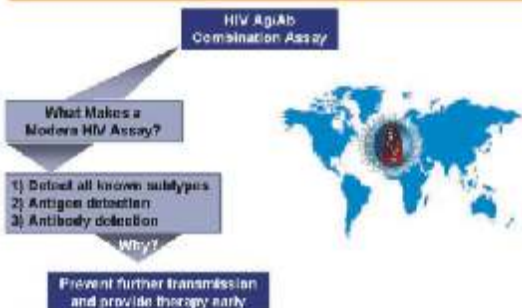 HIV Ag/Ab
Combination Assay
What Makes a
Modern HIV Assay?
1) Detect all known subtypes
2) Antigen detection
3) Antibody detection
Why?
Prevent further transmission
and provide therapy early